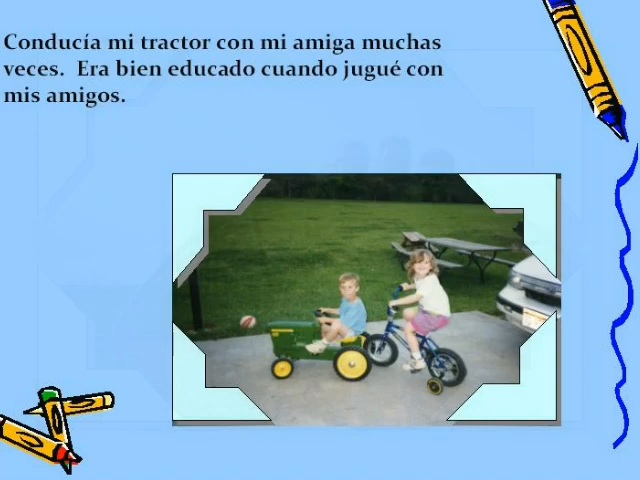 Conducía mi tractor con mi amiga muchas
veces.  Era bien educado cuando jugué con
mis amigos.